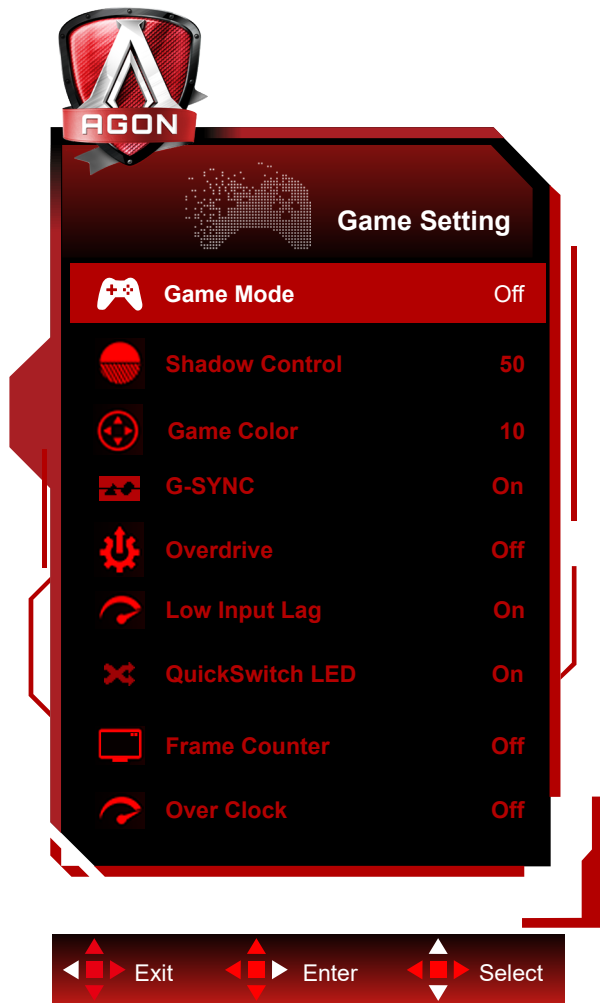 AGON
Game Setting
Game Mode Off
Shadow Control 50
Game Color 10
G-SYNC On
Overdrive Off
Low Input Lag On
QuickSwitch LED On
Frame Counter Off
Over Clock Off
Exit Enter Select